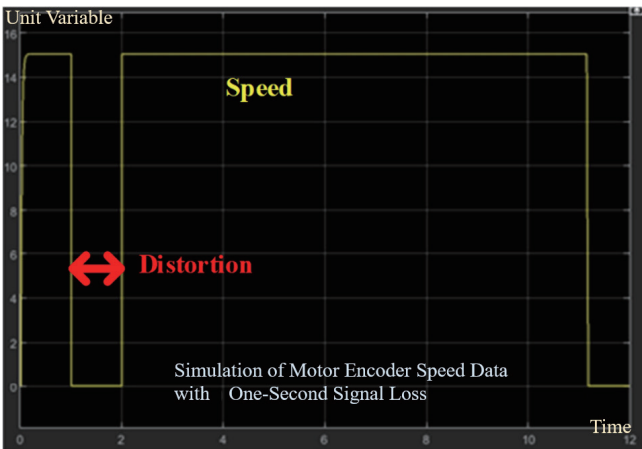 Unit Variable
16
14
Speed
12
10
8
6
Distortion
4
2
Simulation of Motor Encoder Speed Data
with One-Second Signal Loss
0
Time
0 2 4 6 8 10 12